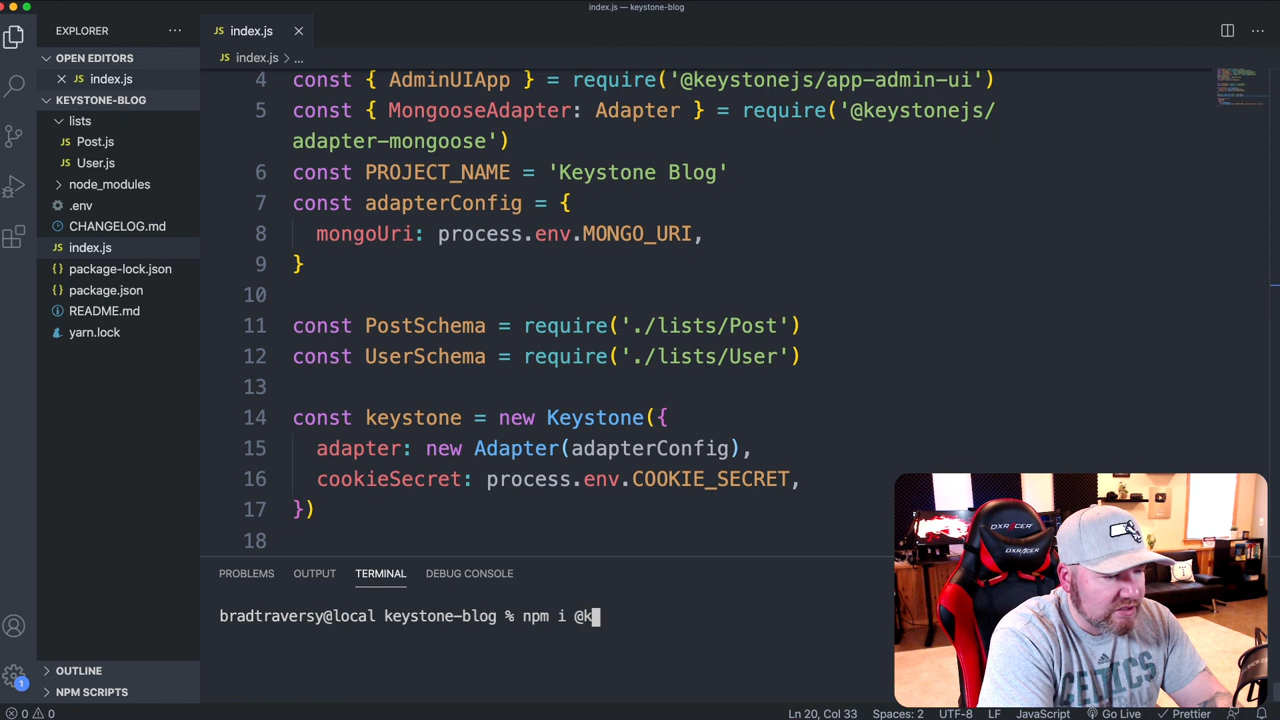 index.js — keystone-blog
EXPLORER
index.js
OPEN EDITORS
index.js
index.js > ...
KEYSTONE-BLOG
lists
Post.js
User.js
node_modules
.env
CHANGELOG.md
index.js
package-lock.json
package.json
README.md
yarn.lock
4 const { AdminUIApp } = require('@keystonejs/app-admin-ui')
5 const { MongooseAdapter: Adapter } = require('@keystonejs/
adapter-mongoose')
6 const PROJECT_NAME = 'Keystone Blog'
7 const adapterConfig = {
8 mongoUri: process.env.MONGO_URI,
9 }
10
11 const PostSchema = require('./lists/Post')
12 const UserSchema = require('./lists/User')
13
14 const keystone = new Keystone({
15 adapter: new Adapter(adapterConfig),
16 cookieSecret: process.env.COOKIE_SECRET,
17 })
18
PROBLEMS OUTPUT TERMINAL DEBUG CONSOLE
bradtraversy@local keystone-blog % npm i @k
DXRACER
DXRACER
CELTICS
OUTLINE
NPM SCRIPTS
1
0 0
Ln 20, Col 33 Spaces: 2 UTF-8 LF JavaScript Go Live Prettier